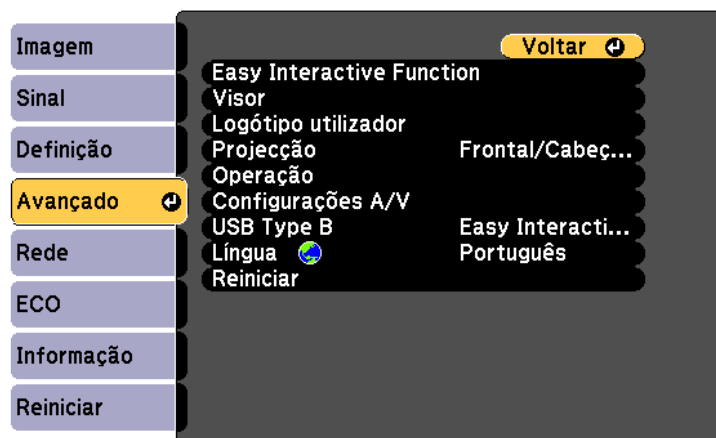 Imagem
Sinal
Definição
Avançado
Rede
ECO
Informação
Reiniciar
Voltar
Easy Interactive Function
Visor
Logótipo utilizador
Projecção Frontal/Cabeç...
Operação
Configurações A/V
USB Type B Easy Interacti...
Língua Português
Reiniciar